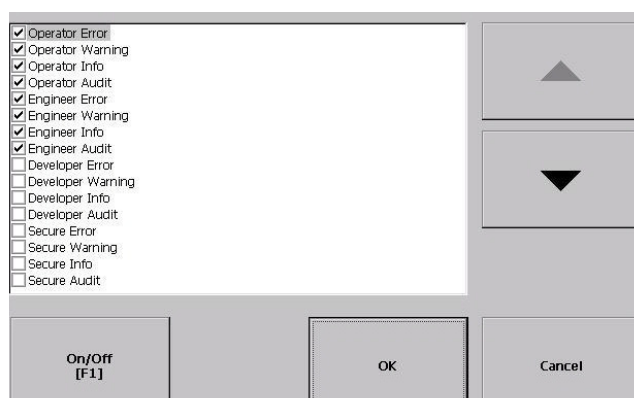 Operator Error
Operator Warning
Operator Info
Operator Audit
Engineer Error
Engineer Warning
Engineer Info
Engineer Audit
Developer Error
Developer Warning
Developer Info
Developer Audit
Secure Error
Secure Warning
Secure Info
Secure Audit
On/Off
[F1]
OK
Cancel